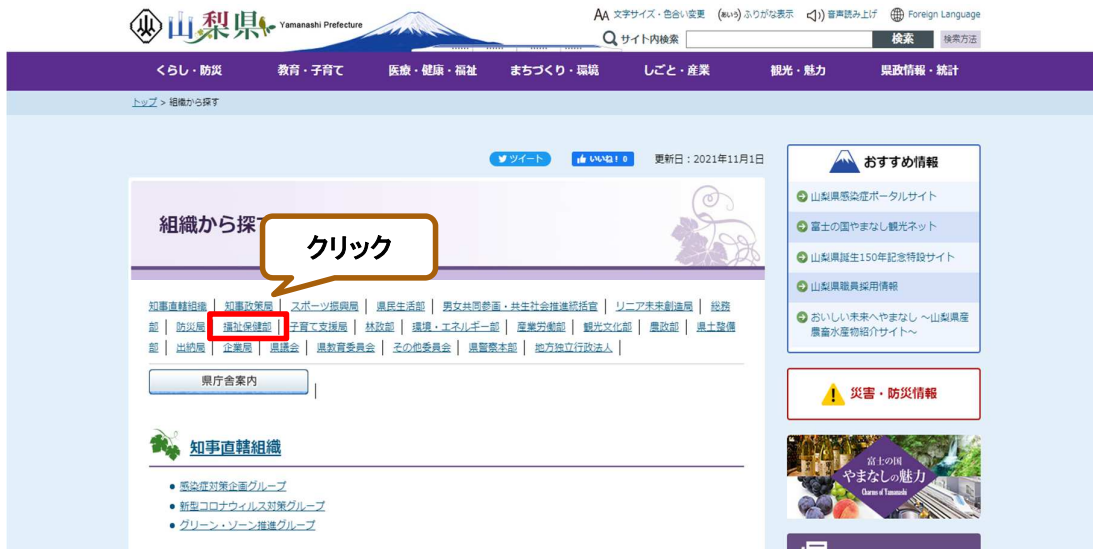 山梨県 Yamanashi Prefecture
AA 文字サイズ・色合い変更 (あいう) ふりがな表示 音声読み上げ Foreign Language
サイト内検索 検索 検索方法
くらし・防災 教育・子育て 医療・健康・福祉 まちづくり・環境 しごと・産業 観光・魅力 県政情報・統計
トップ > 組織から探す
ツイート いいね! 0 更新日:2021年11月1日
組織から探す
クリック
知事直轄組織 | 知事政策局 | スポーツ振興局 | 県民生活部 | 男女共同参画・共生社会推進統括官 | リニア未来創造局 | 総務
部 | 防災局 | 福祉保健部 | 子育て支援局 | 林政部 | 環境・エネルギー部 | 産業労働部 | 観光文化部 | 農政部 | 県土整備
部 | 出納局 | 企業局 | 県議会 | 県教育委員会 | その他委員会 | 県警察本部 | 地方独立行政法人 |
県庁舎案内 |
知事直轄組織
感染症対策企画グループ
新型コロナウィルス対策グループ
グリーン・ゾーン推進グループ
おすすめ情報
山梨県感染症ポータルサイト
富士の国やまなし観光ネット
山梨県誕生150年記念特設サイト
山梨県職員採用情報
おいしい未来へやまなし ~山梨県産
農畜水産物紹介サイト~
災害・防災情報
富士の国
やまなしの魅力
Charms of Yamanashi